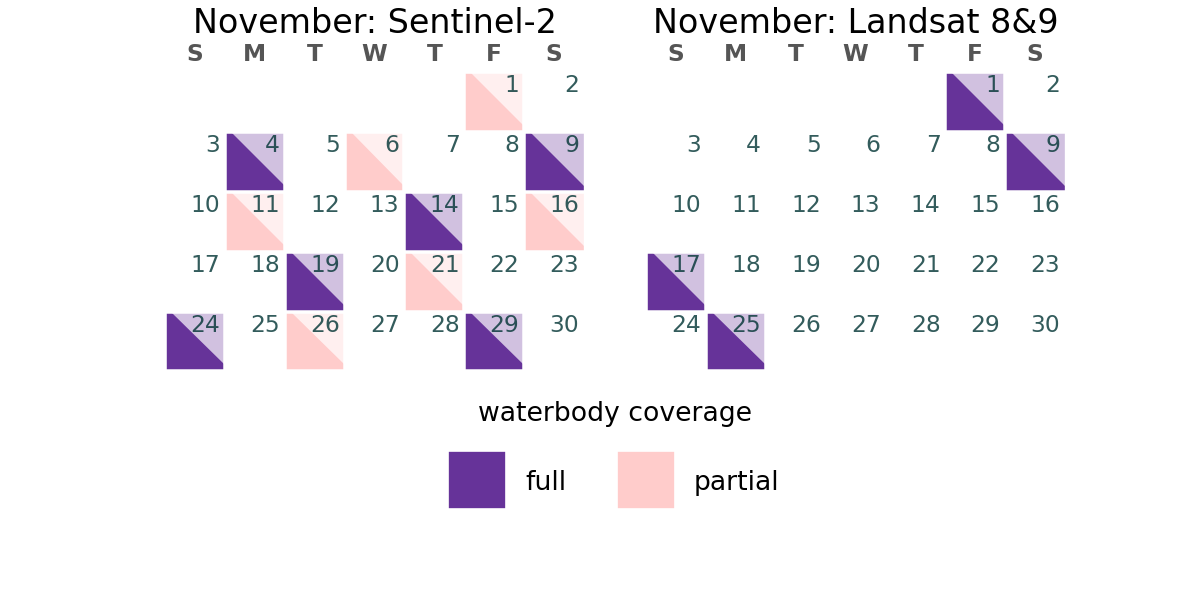 November: Sentinel-2
S M T W T F S
1 2
3 4 5 6 7 8 9
10 11 12 13 14 15 16
17 18 19 20 21 22 23
24 25 26 27 28 29 30
November: Landsat 8&9
S M T W T F S
1 2
3 4 5 6 7 8 9
10 11 12 13 14 15 16
17 18 19 20 21 22 23
24 25 26 27 28 29 30
waterbody coverage
full
partial